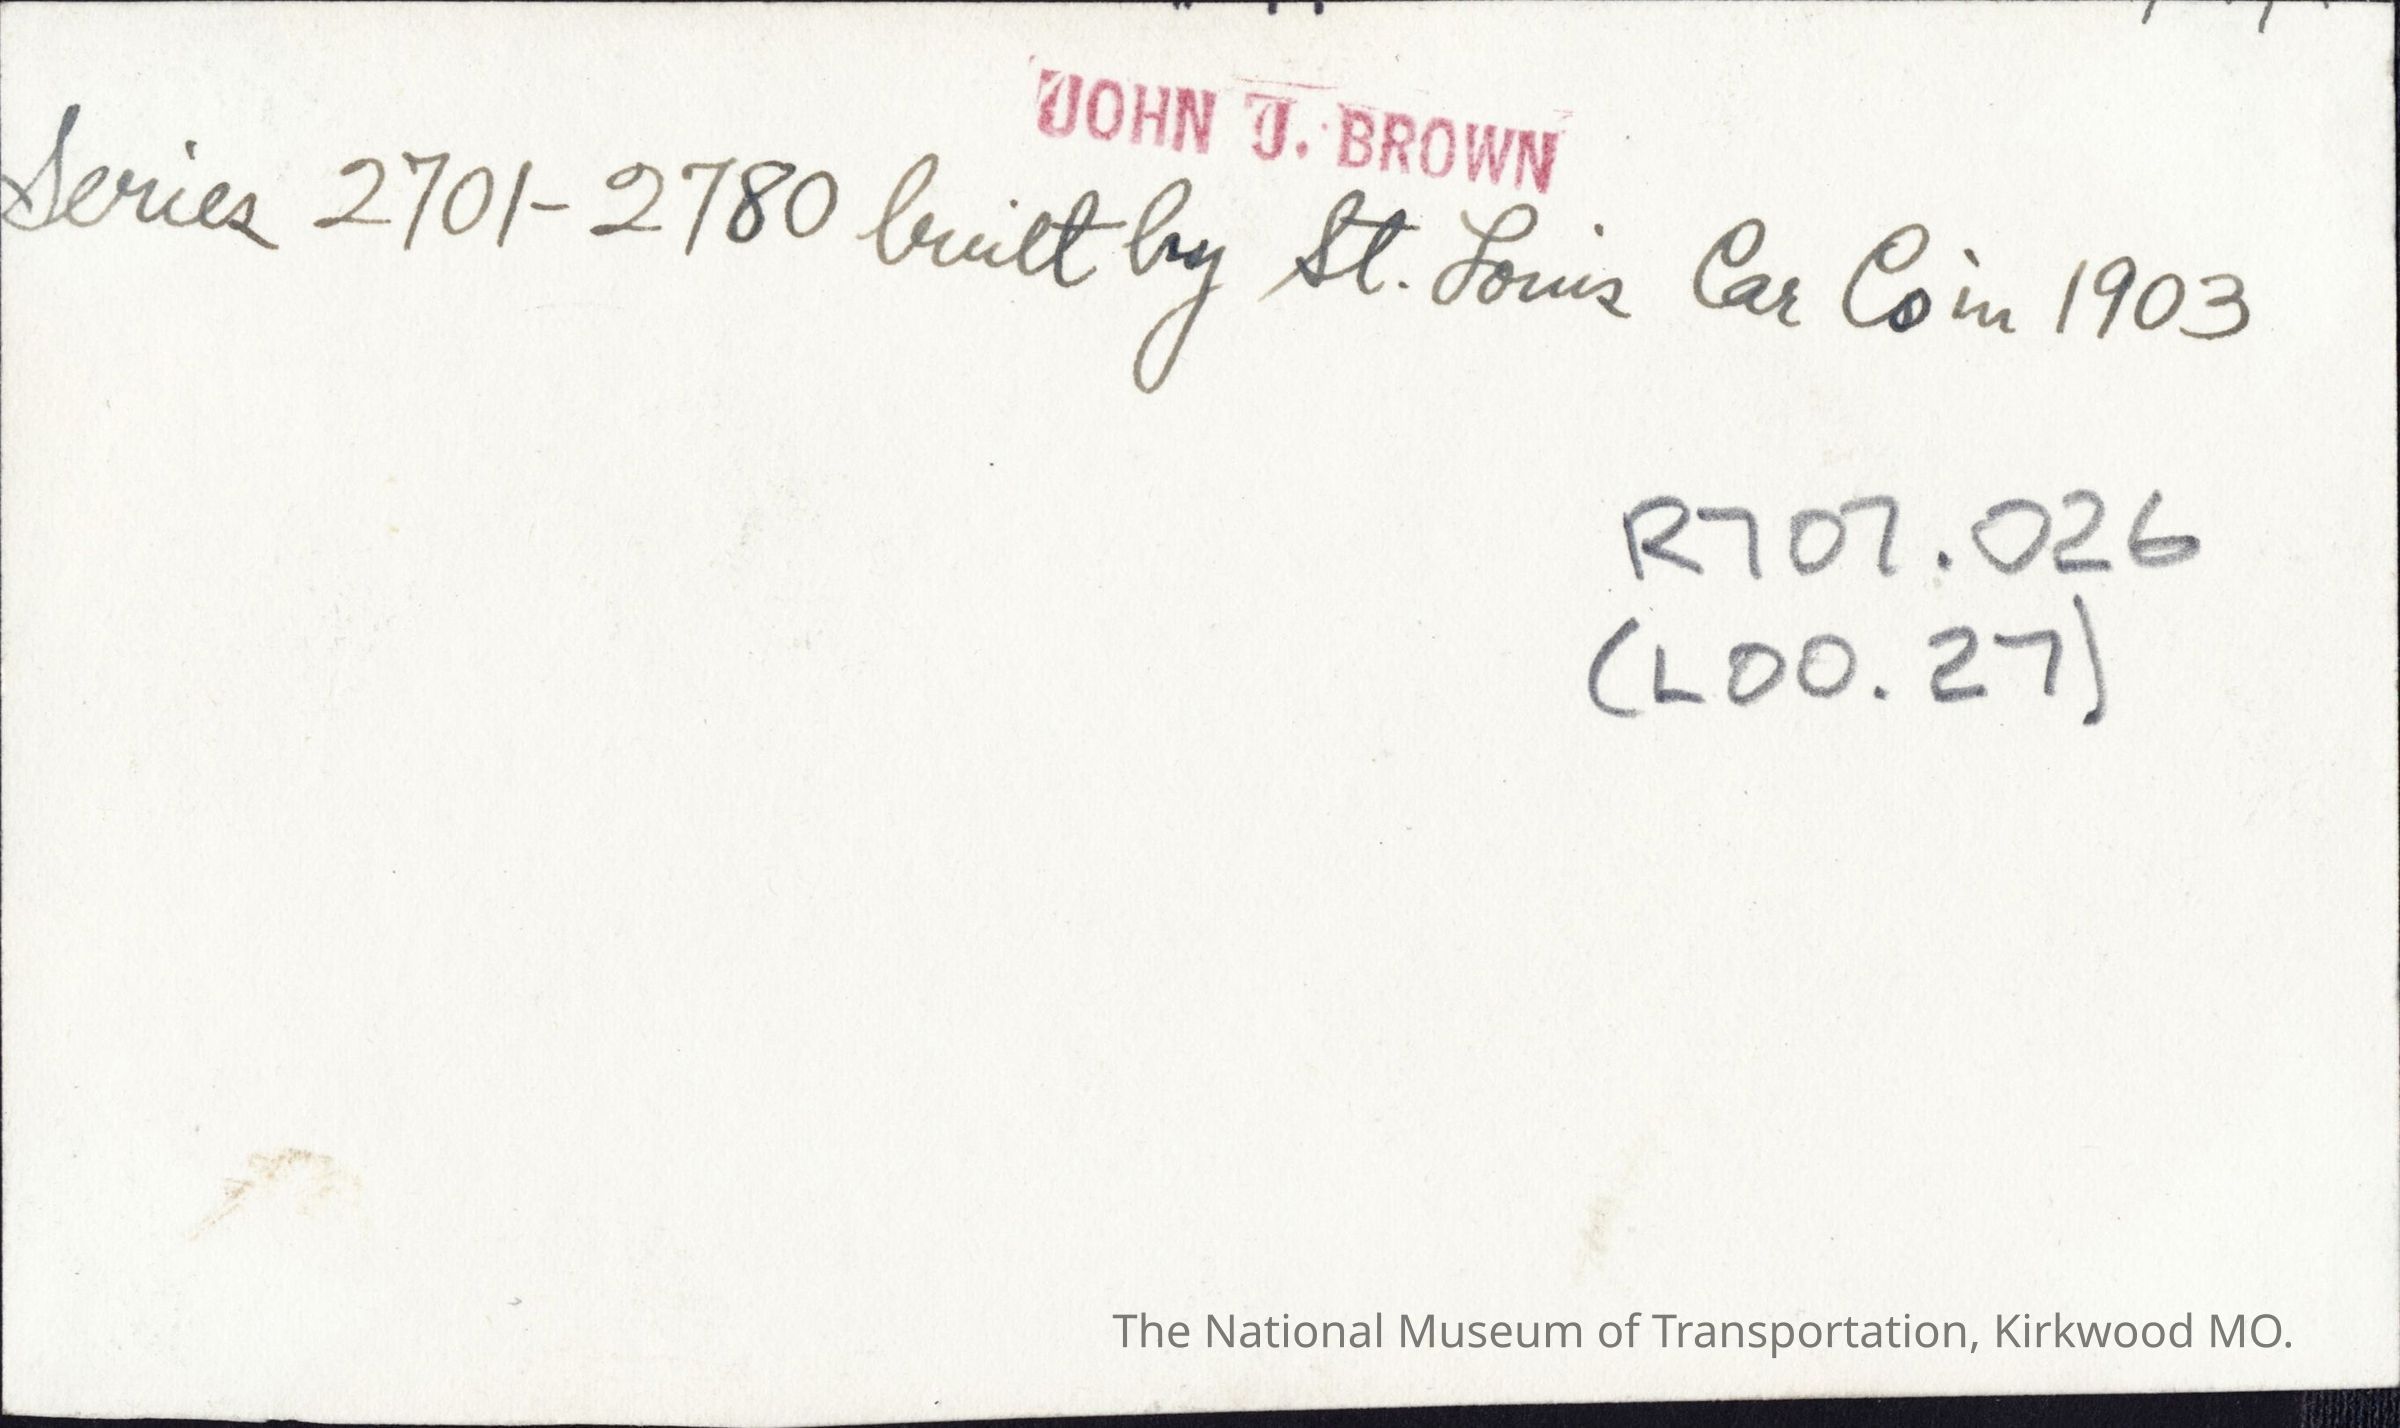 JOHN J. BROWN
Series 2701-2780 built by St. Louis Car Co in 1903
R707.026
(L00.27)
The National Museum of Transportation, Kirkwood MO.